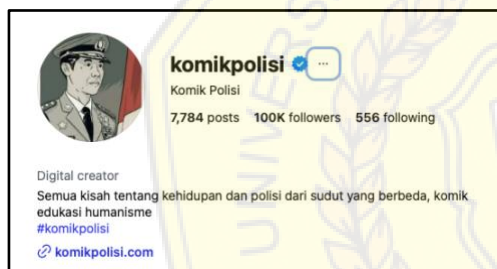 komikpolisi
Komik Polisi
7,784 posts 100K followers 556 following
Digital creator
Semua kisah tentang kehidupan dan polisi dari sudut yang berbeda, komik
edukasi humanisme
#komikpolisi
komikpolisi.com
UNIVERS